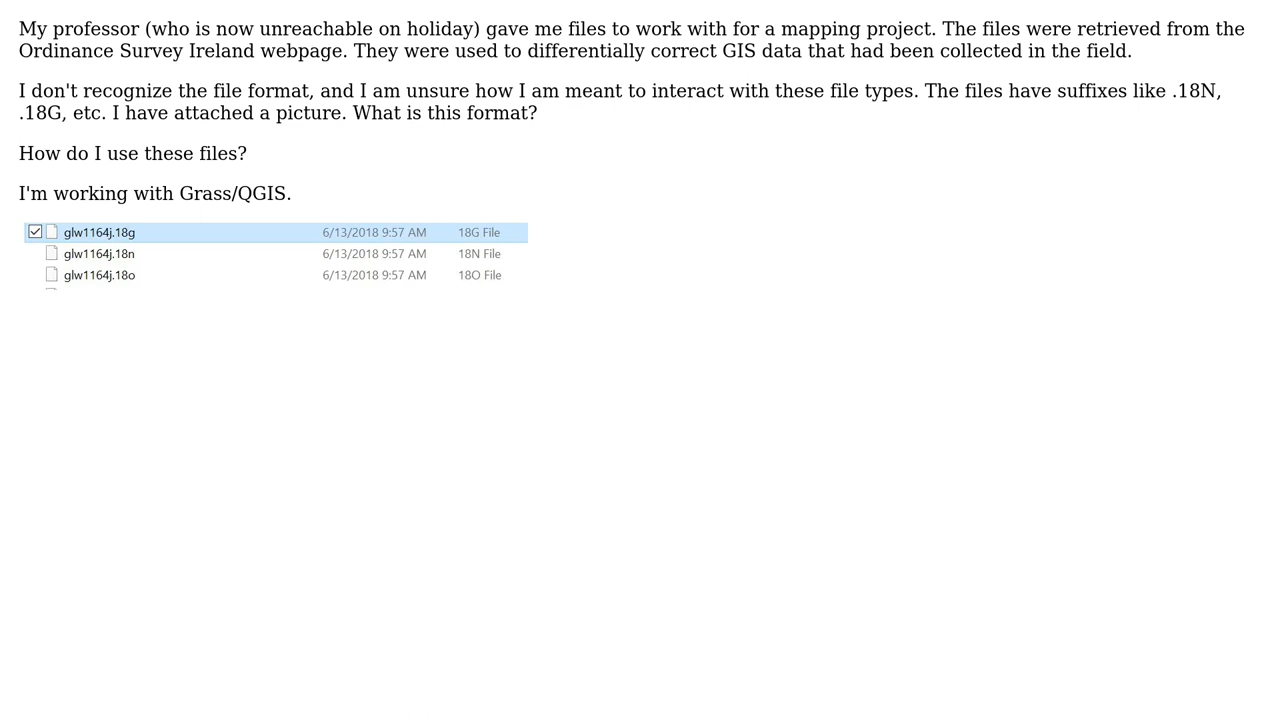 My professor (who is now unreachable on holiday) gave me files to work with for a mapping project. The files were retrieved from the
Ordinance Survey Ireland webpage. They were used to differentially correct GIS data that had been collected in the field.
I don't recognize the file format, and I am unsure how I am meant to interact with these file types. The files have suffixes like .18N,
.18G, etc. I have attached a picture. What is this format?
How do I use these files?
I'm working with Grass/QGIS.
glw1164j.18g 6/13/2018 9:57 AM 18G File
glw1164j.18n 6/13/2018 9:57 AM 18N File
glw1164j.18o 6/13/2018 9:57 AM 18O File